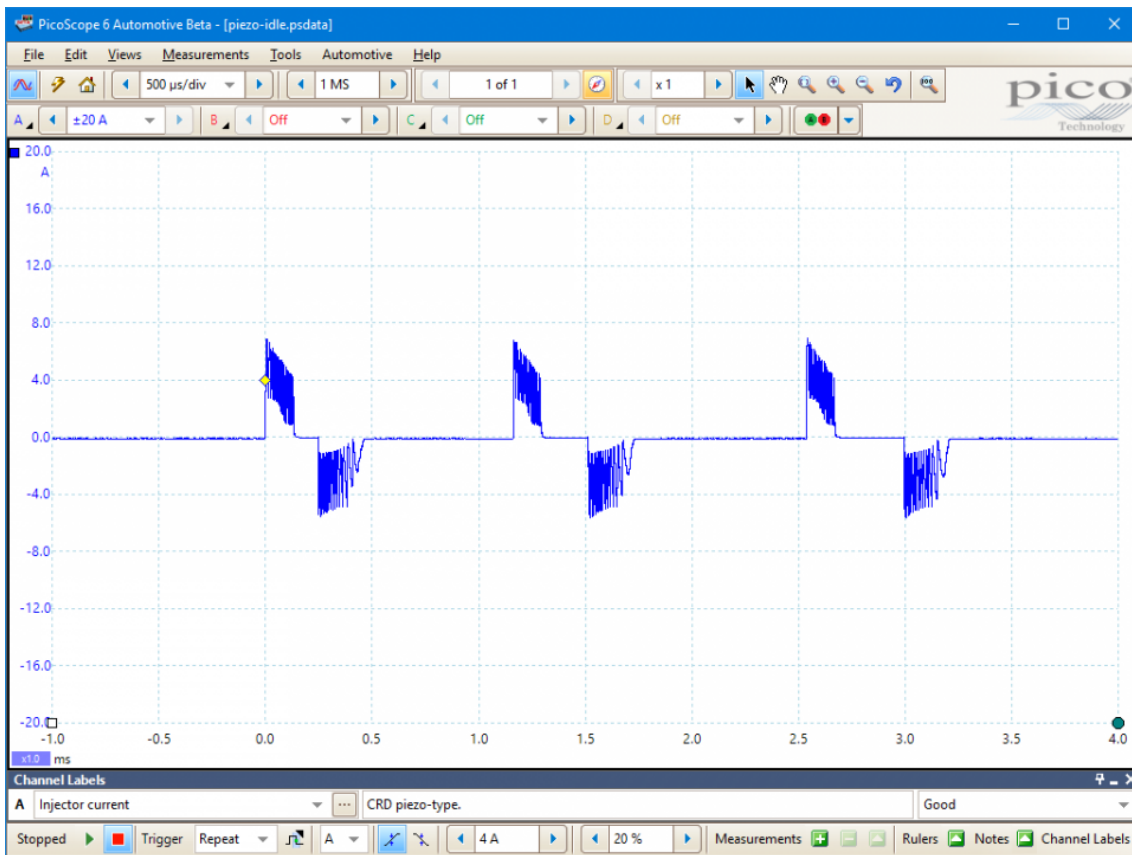 PicoScope 6 Automotive Beta - [piezo-idle.psdata]
File Edit Views Measurements Tools Automotive Help
500 µs/div 1 MS 1 of 1 x 1
pico
Technology
A ±20 A B Off C Off D Off
20.0
A
16.0
12.0
8.0
4.0
0.0
-4.0
-8.0
-12.0
-16.0
-20.0
-1.0 -0.5 0.0 0.5 1.0 1.5 2.0 2.5 3.0 3.5 4.0
x1.0 ms
Channel Labels
A Injector current ... CRD piezo-type. Good
Stopped Trigger Repeat A 4 A 20 % Measurements Rulers Notes Channel Labels